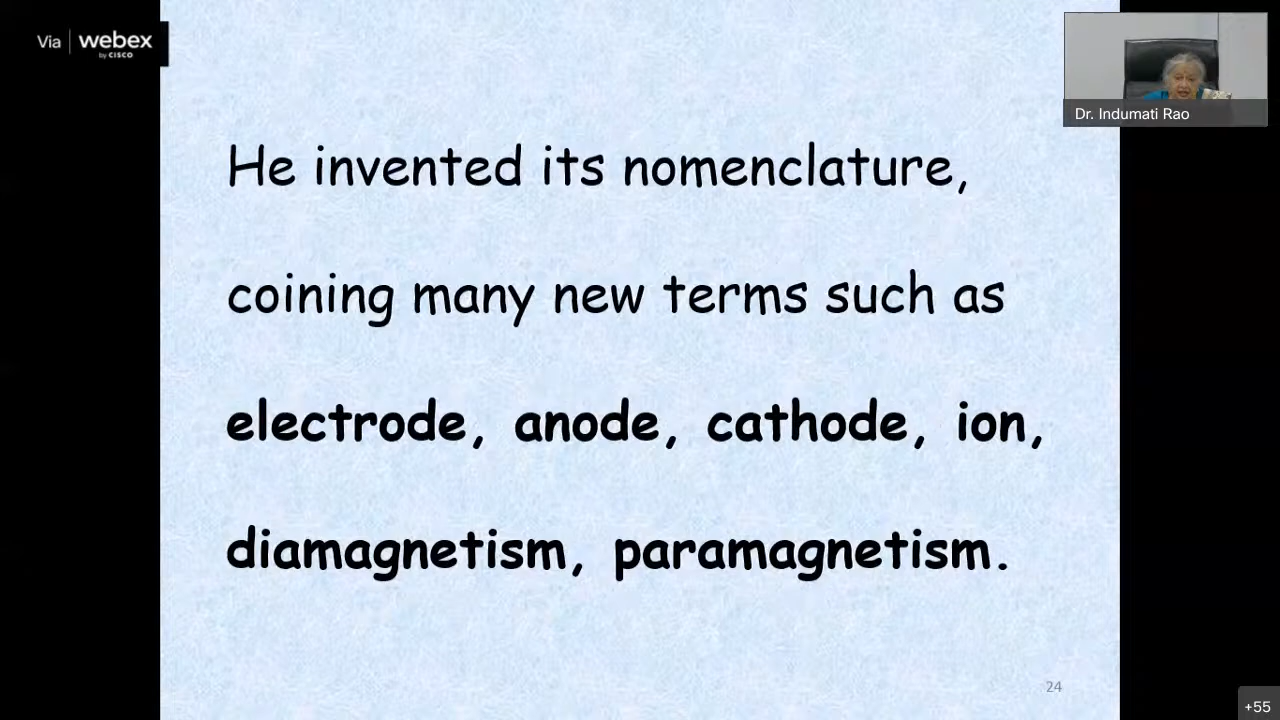 Via webex
by CISCO
Dr. Indumati Rao
He invented its nomenclature,
coining many new terms such as
electrode, anode, cathode, ion,
diamagnetism, paramagnetism.
24
+55